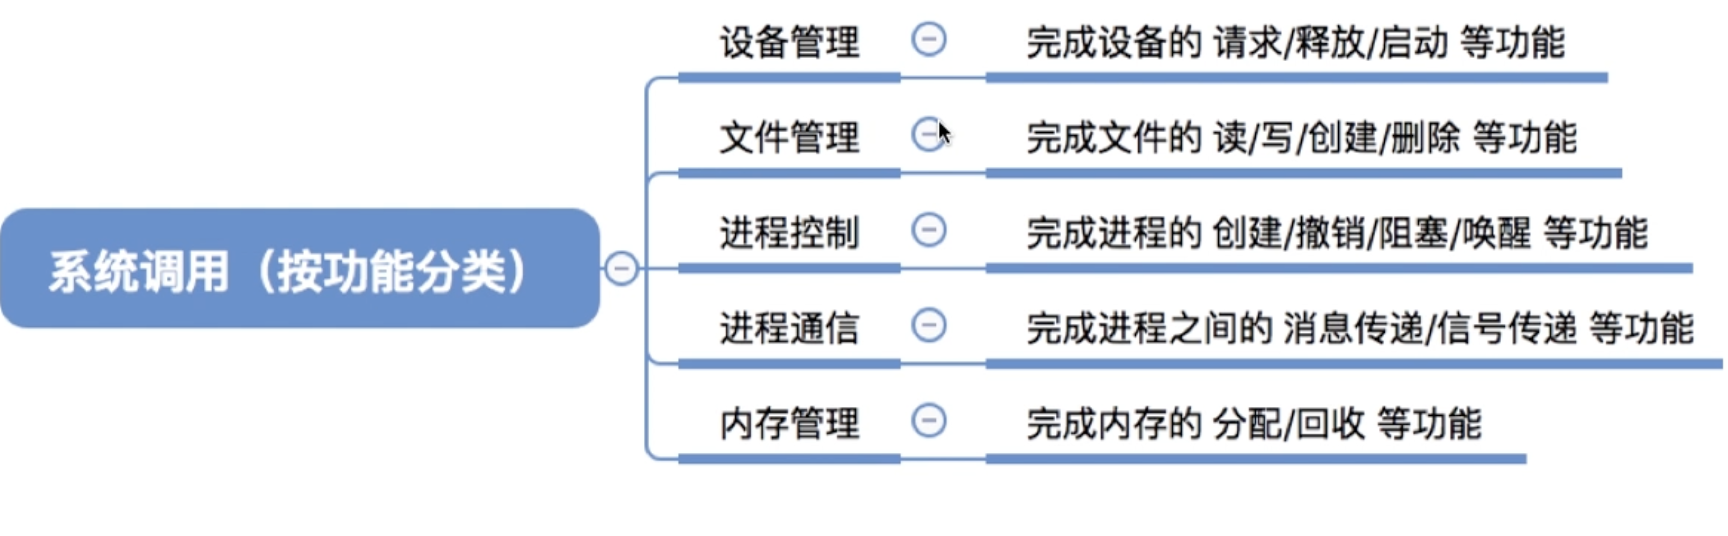 设备管理 完成设备的 请求/释放/启动 等功能
文件管理 完成文件的 读/写/创建/删除 等功能
系统调用（按功能分类）
进程控制 完成进程的 创建/撤销/阻塞/唤醒 等功能
进程通信 完成进程之间的 消息传递/信号传递 等功能
内存管理 完成内存的 分配/回收 等功能